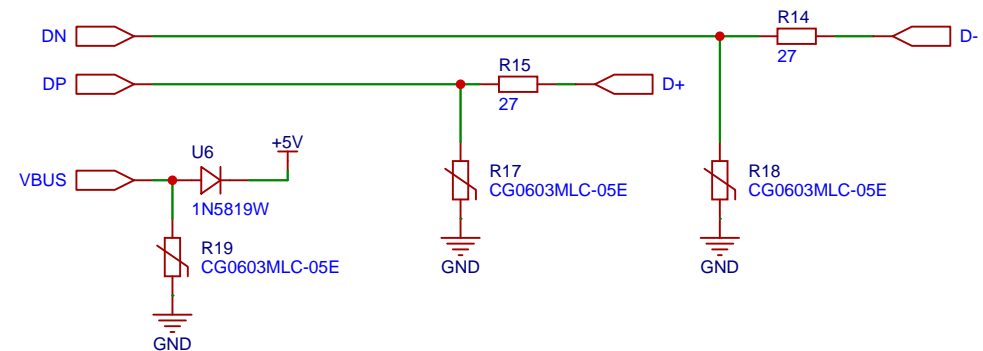 R14
DN
D-
27
R15
DP
D+
27
+5V
U6
VBUS
1N5819W
R17
CG0603MLC-05E
R18
CG0603MLC-05E
R19
CG0603MLC-05E
GND
GND
GND